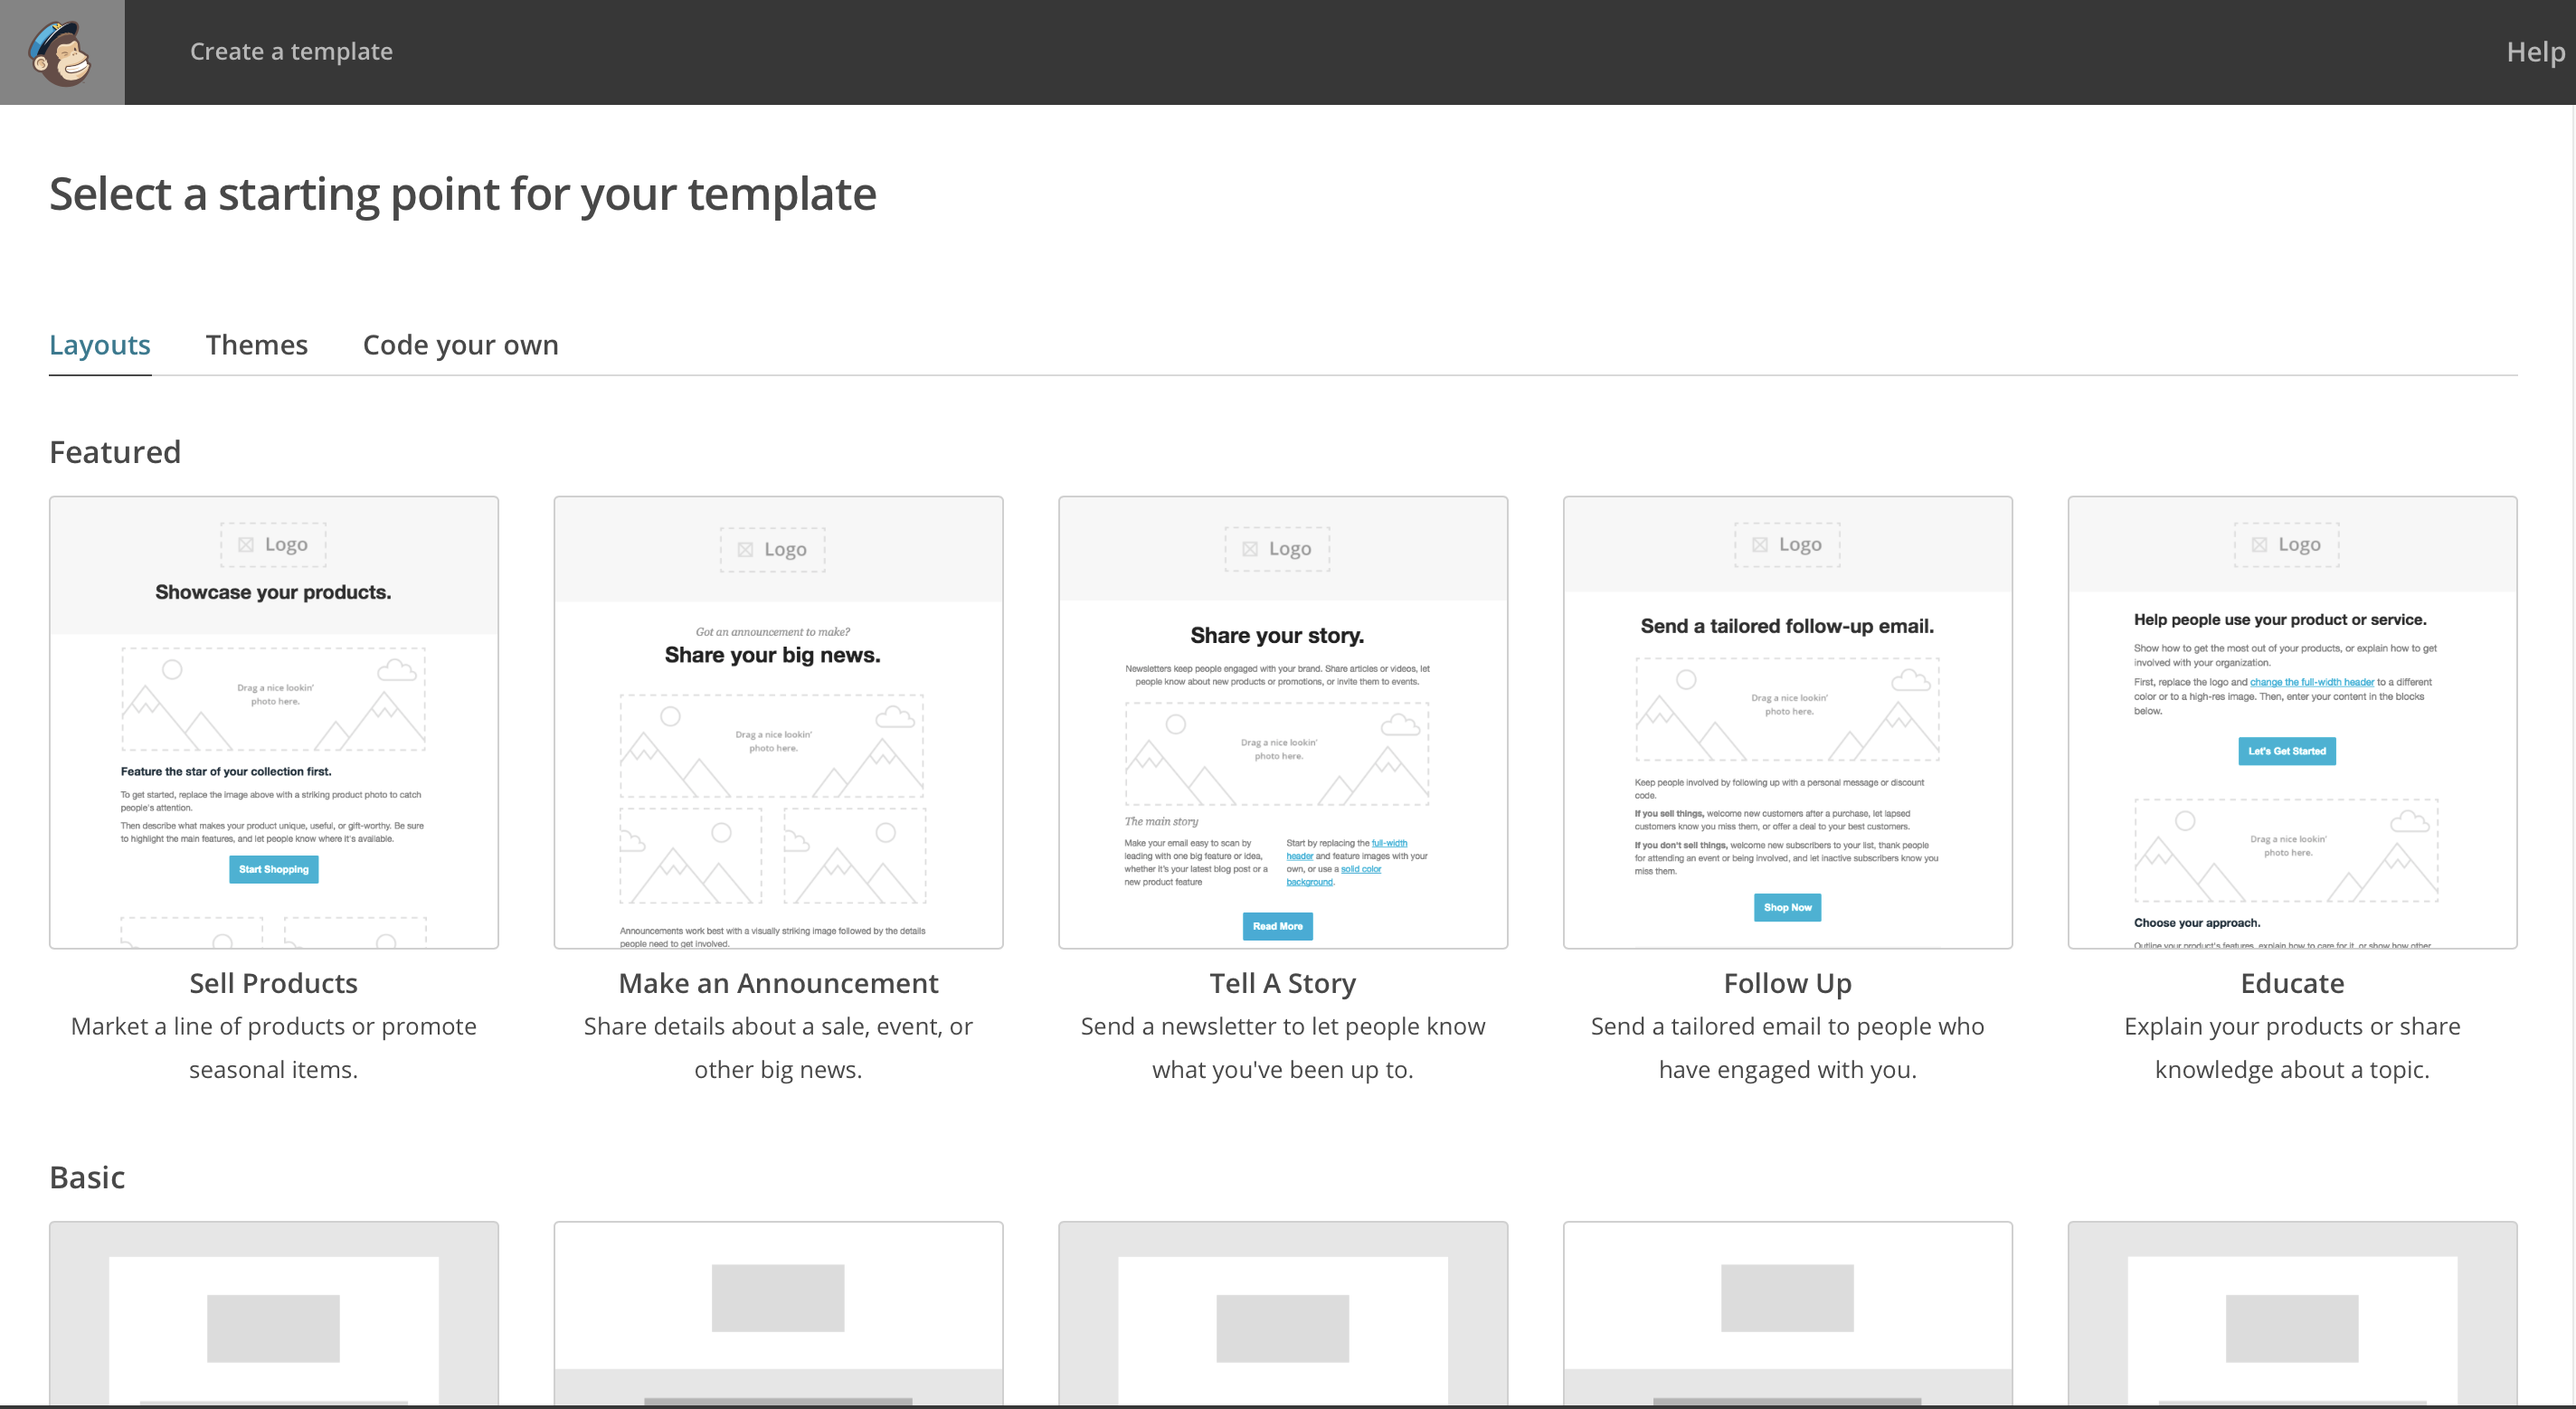 Create a template
Help
Select a starting point for your template
Layouts
Themes
Code your own
Featured
Logo
Showcase your products.
Drag a nice lookin'
photo here.
Feature the star of your collection first.
To get started, replace the image above with a striking product photo to catch
people's attention.
Then describe what makes your product unique, useful, or gift-worthy. Be sure
to highlight the main features, and let people know where it's available.
Start Shopping
Sell Products
Market a line of products or promote
seasonal items.
Logo
Got an announcement to make?
Share your big news.
Drag a nice lookin'
photo here.
Announcements work best with a visually striking image followed by the details
people need to get involved.
Make an Announcement
Share details about a sale, event, or
other big news.
Logo
Share your story.
Newsletters keep people engaged with your brand. Share articles or videos, let
people know about new products or promotions, or invite them to events.
Drag a nice lookin'
photo here.
The main story
Make your email easy to scan by
leading with one big feature or idea,
whether it's your latest blog post or a
new product feature
Start by replacing the full-width
header and feature images with your
own, or use a solid color
background.
Read More
Tell A Story
Send a newsletter to let people know
what you've been up to.
Logo
Send a tailored follow-up email.
Drag a nice lookin'
photo here.
Keep people involved by following up with a personal message or discount
code.
If you sell things, welcome new customers after a purchase, let lapsed
customers know you miss them, or offer a deal to your best customers.
If you don't sell things, welcome new subscribers to your list, thank people
for attending an event or being involved, and let inactive subscribers know you
miss them.
Shop Now
Follow Up
Send a tailored email to people who
have engaged with you.
Logo
Help people use your product or service.
Show how to get the most out of your products, or explain how to get
involved with your organization.
First, replace the logo and change the full-width header to a different
color or to a high-res image. Then, enter your content in the blocks
below.
Let's Get Started
Drag a nice lookin'
photo here.
Choose your approach.
Outline your product's features, explain how to care for it, or show how other
Educate
Explain your products or share
knowledge about a topic.
Basic